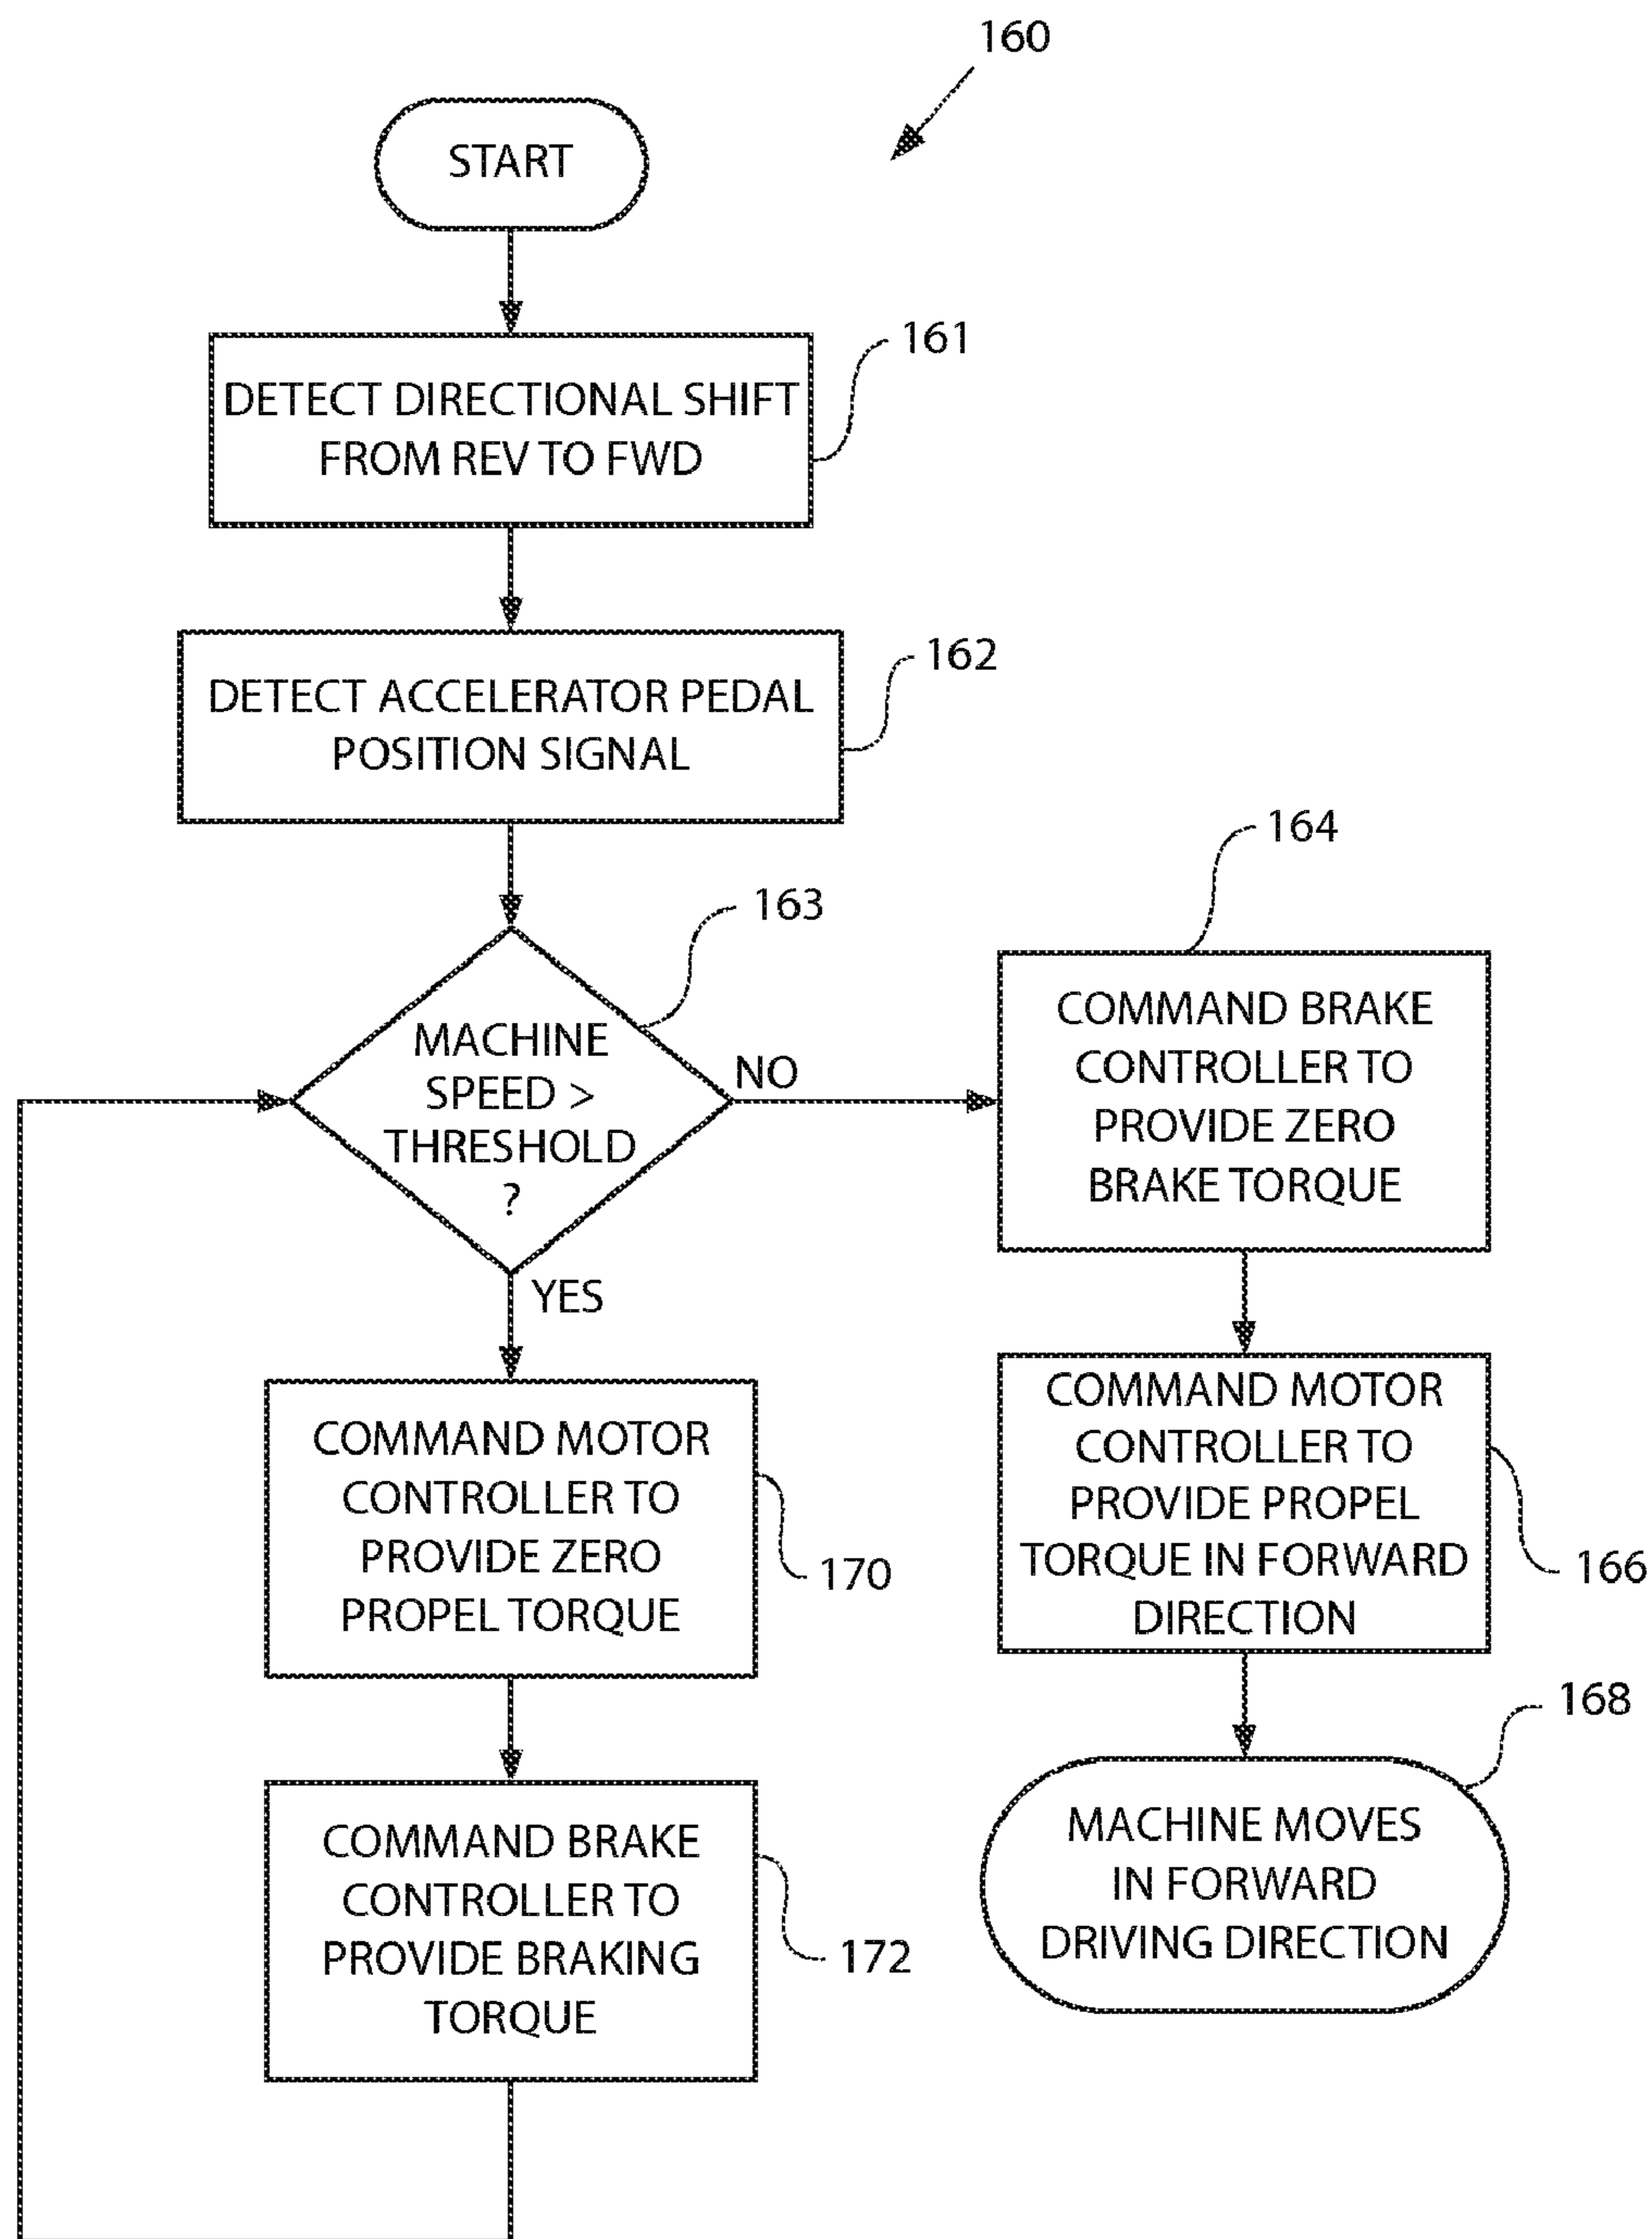 160
START
161
DETECT DIRECTIONAL SHIFT
FROM REV TO FWD
162
DETECT ACCELERATOR PEDAL
POSITION SIGNAL
163
MACHINE
SPEED >
THRESHOLD
?
NO
YES
164
COMMAND BRAKE
CONTROLLER TO
PROVIDE ZERO
BRAKE TORQUE
COMMAND MOTOR
CONTROLLER TO
PROVIDE PROPEL
TORQUE IN FORWARD
DIRECTION
166
168
MACHINE MOVES
IN FORWARD
DRIVING DIRECTION
COMMAND MOTOR
CONTROLLER TO
PROVIDE ZERO
PROPEL TORQUE
170
COMMAND BRAKE
CONTROLLER TO
PROVIDE BRAKING
TORQUE
172